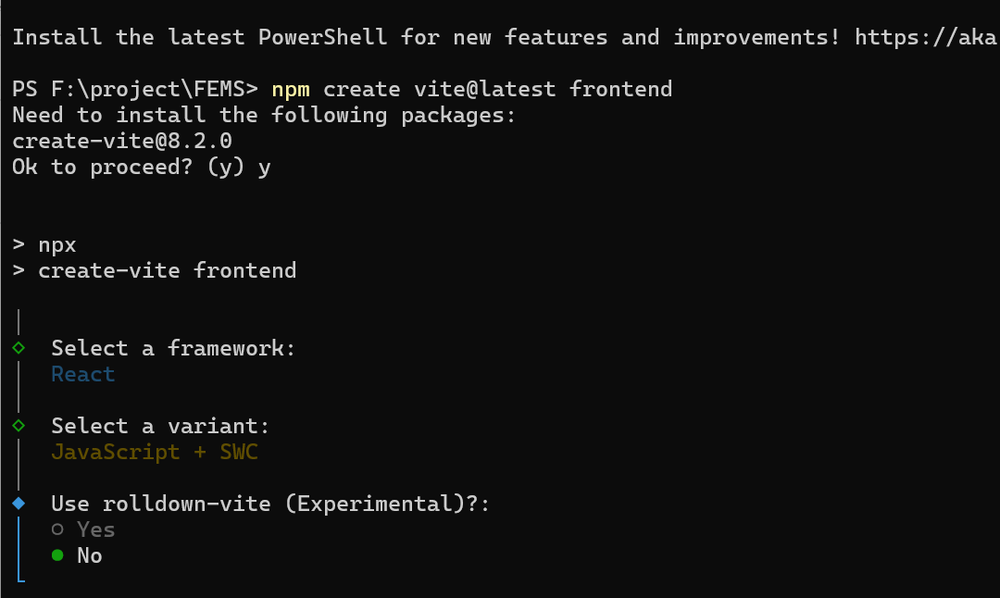 Install the latest PowerShell for new features and improvements! https://aka
PS F:\project\FEMS> npm create vite@latest frontend
Need to install the following packages:
create-vite@8.2.0
Ok to proceed? (y) y
> npx
> create-vite frontend
Select a framework:
React
Select a variant:
JavaScript + SWC
Use rolldown-vite (Experimental)?:
Yes
No